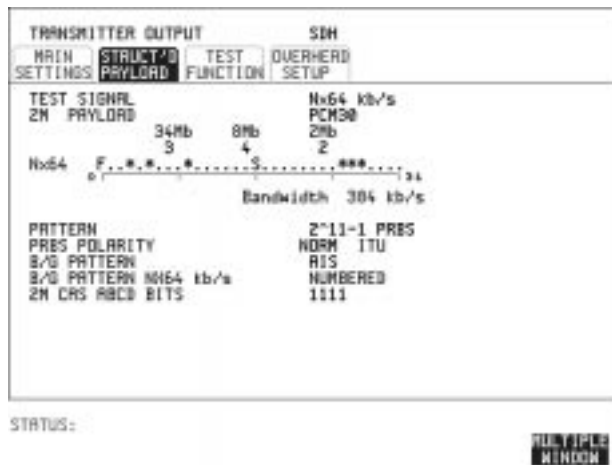 TRANSMITTER OUTPUT SDH
MAIN SETTINGS STRUCT'D PAYLOAD TEST FUNCTION OVERHEAD SETUP
TEST SIGNAL Nx64 kb/s
2M PAYLOAD PCM30
34Mb 8Mb 2Mb
3 4 2
Nx64 F..*.*...*......S.........***....
0 31
Bandwidth 384 kb/s
PATTERN 2^11-1 PRBS
PRBS POLARITY NORM ITU
B/G PATTERN AIS
B/G PATTERN NX64 kb/s NUMBERED
2M CAS ABCD BITS 1111
STATUS:
MULTIPLE
WINDOW